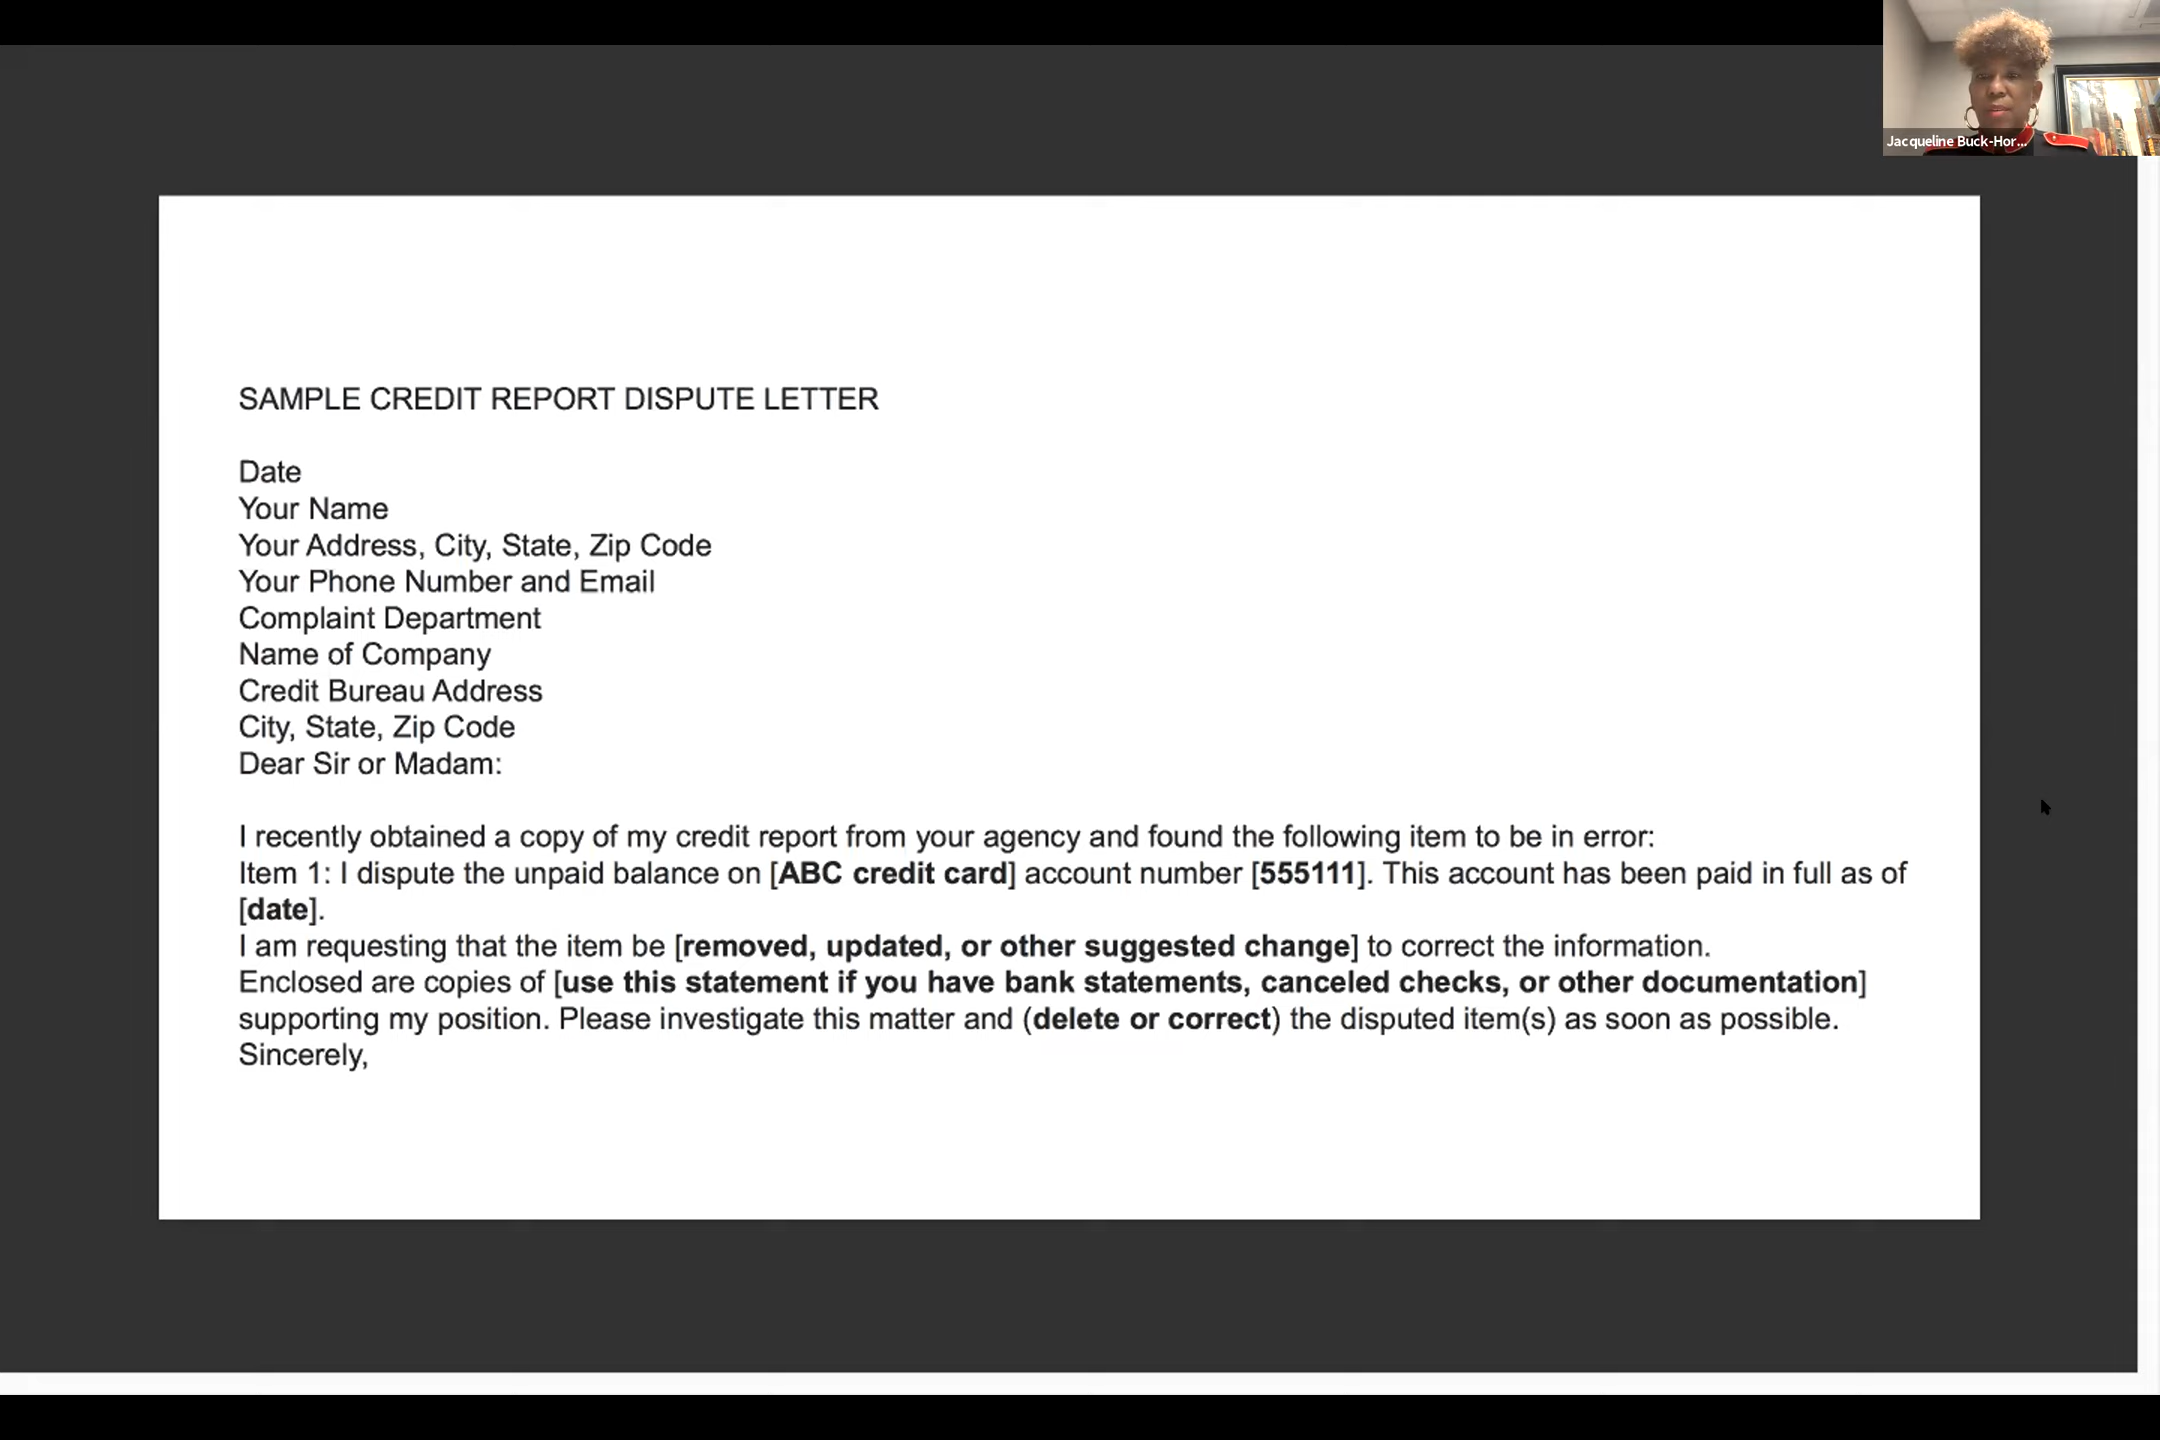 Jacqueline Buck-Hor...
SAMPLE CREDIT REPORT DISPUTE LETTER
Date
Your Name
Your Address, City, State, Zip Code
Your Phone Number and Email
Complaint Department
Name of Company
Credit Bureau Address
City, State, Zip Code
Dear Sir or Madam:
I recently obtained a copy of my credit report from your agency and found the following item to be in error:
Item 1: I dispute the unpaid balance on [ABC credit card] account number [555111]. This account has been paid in full as of
[date].
I am requesting that the item be [removed, updated, or other suggested change] to correct the information.
Enclosed are copies of [use this statement if you have bank statements, canceled checks, or other documentation]
supporting my position. Please investigate this matter and (delete or correct) the disputed item(s) as soon as possible.
Sincerely,